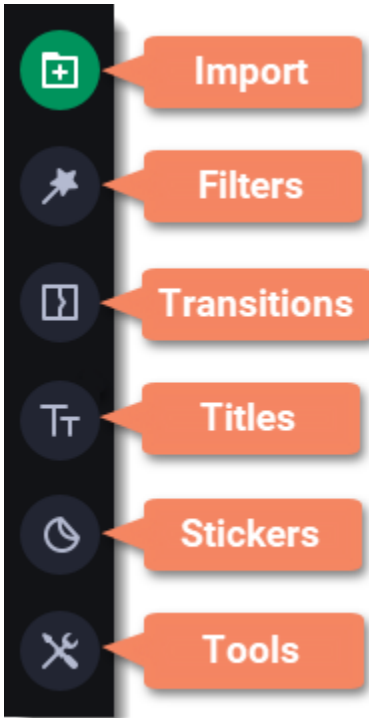 Import
Filters
Transitions
Titles
Stickers
Tools